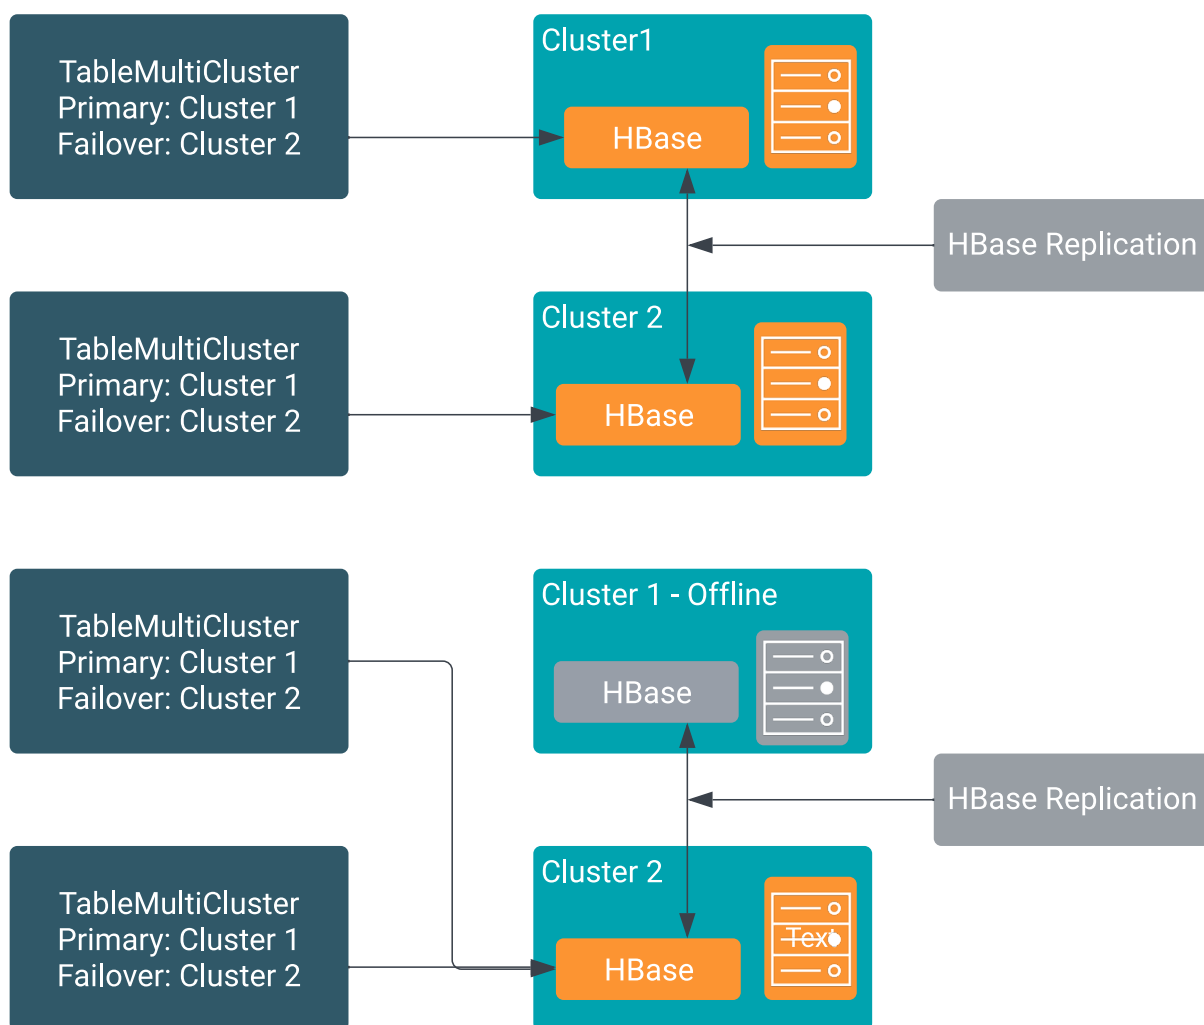 TableMultiCluster
Primary: Cluster 1
Failover: Cluster 2
Cluster1
HBase
HBase Replication
TableMultiCluster
Primary: Cluster 1
Failover: Cluster 2
Cluster 2
HBase
TableMultiCluster
Primary: Cluster 1
Failover: Cluster 2
Cluster 1 - Offline
HBase
HBase Replication
TableMultiCluster
Primary: Cluster 1
Failover: Cluster 2
Cluster 2
Text
HBase